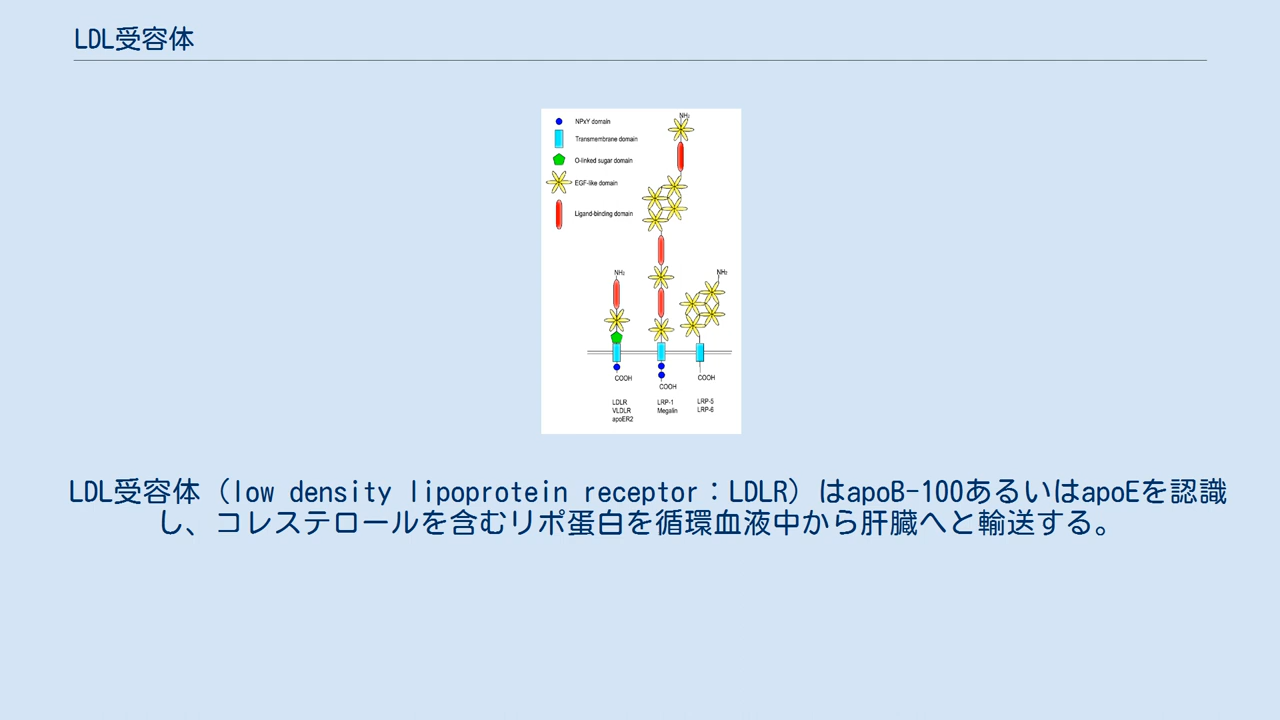 LDL受容体
NH₂
NPxY domain
Transmembrane domain
O-linked sugar domain
EGF-like domain
Ligand-binding domain
NH₂
NH₂
COOH
COOH
COOH
LDLR
VLDLR
apoER2
LRP-1
Megalin
LRP-5
LRP-6
LDL受容体（low density lipoprotein receptor：LDLR）はapoB-100あるいはapoEを認識
し、コレステロールを含むリポ蛋白を循環血液中から肝臓へと輸送する。